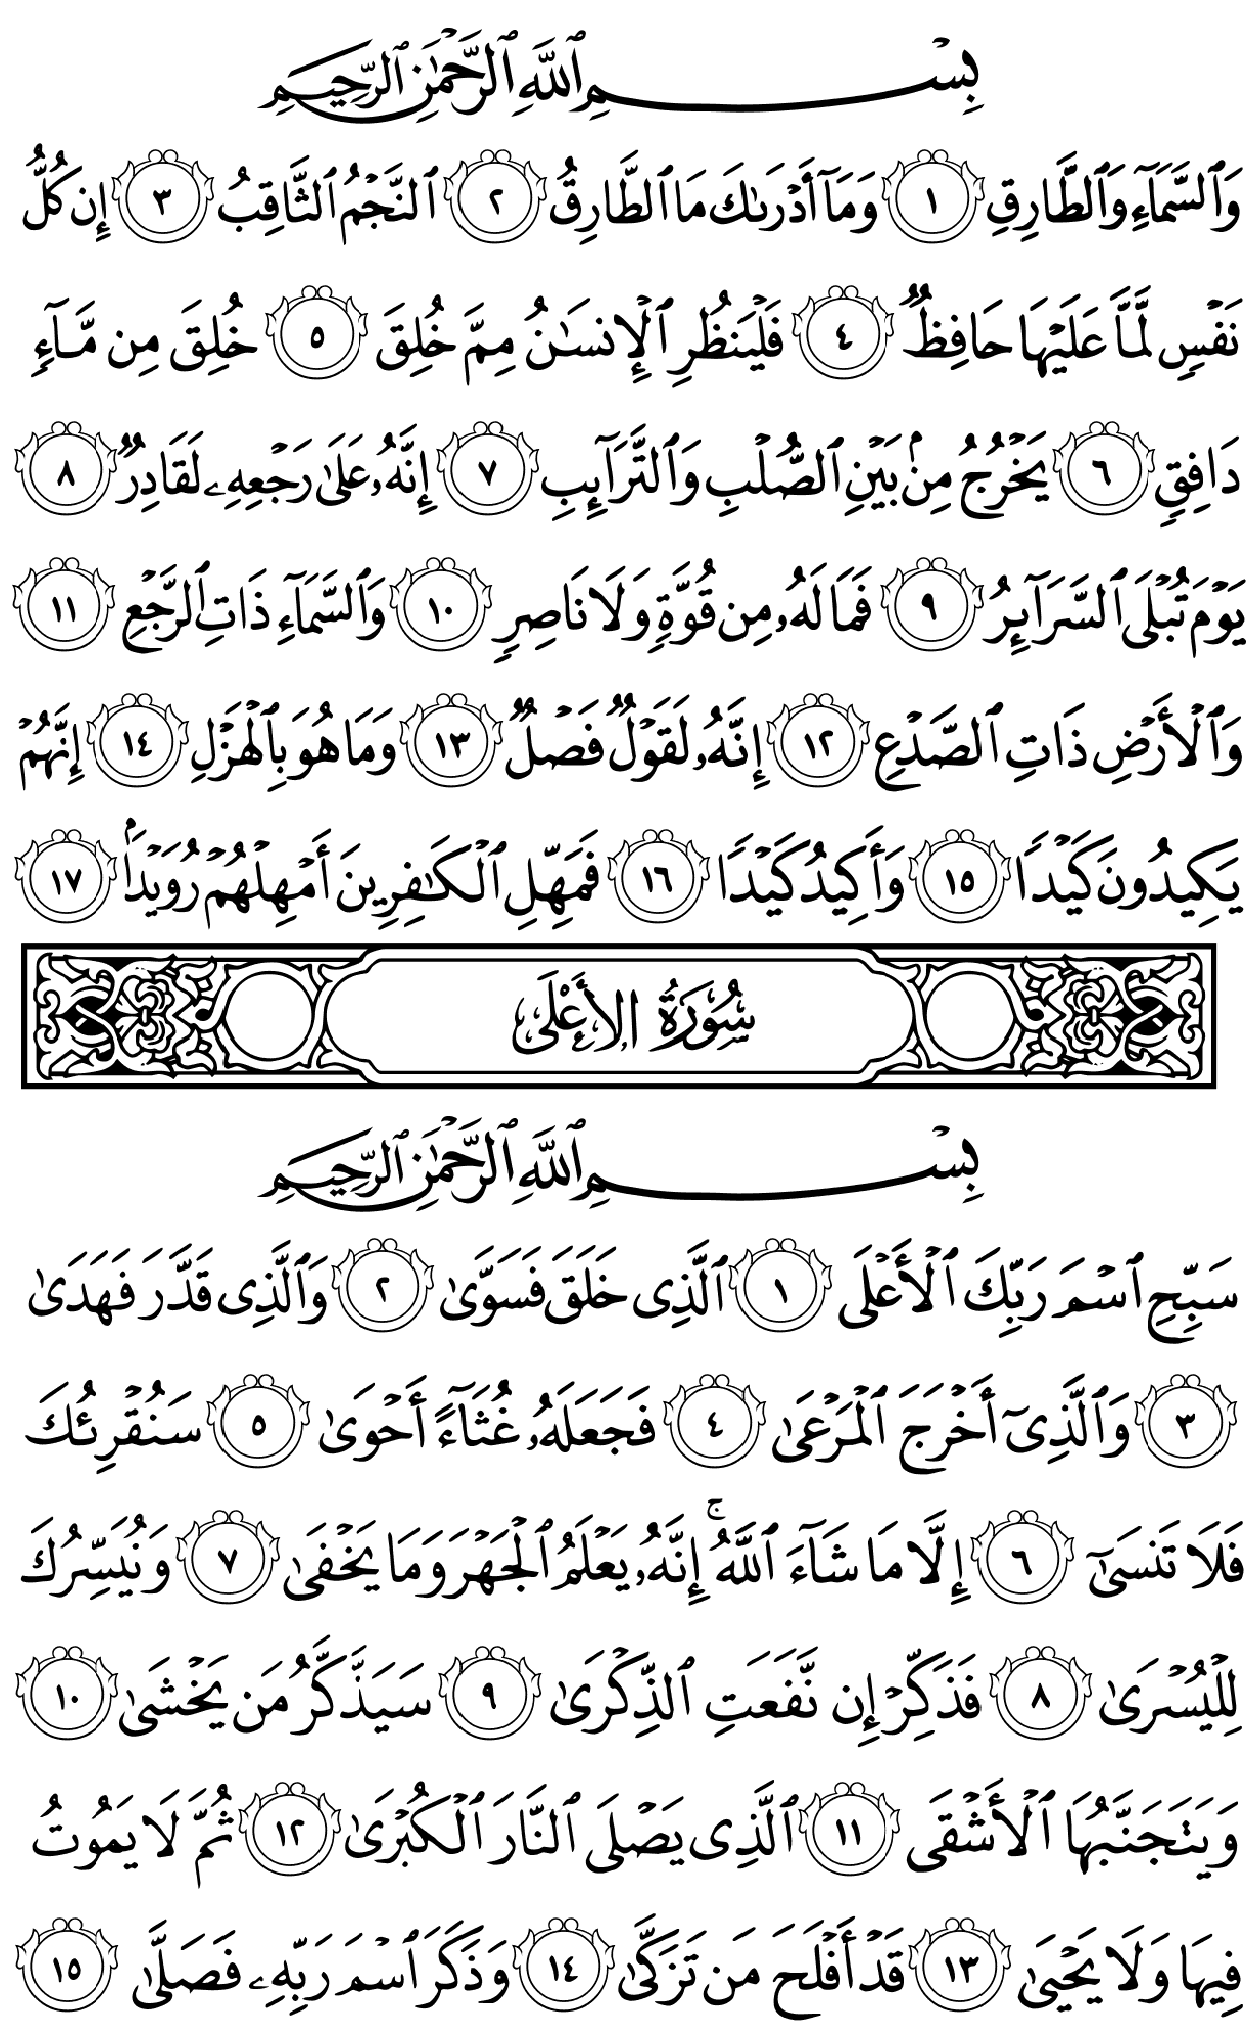 بِسْمِ ٱللَّهِ ٱلرَّحْمَٰنِ ٱلرَّحِيمِ
وَٱلسَّمَآءِ وَٱلطَّارِقِ ١ وَمَآ أَدْرَىٰكَ مَا ٱلطَّارِقُ ٢ ٱلنَّجْمُ ٱلثَّاقِبُ ٣ إِن كُلُّ
نَفْسٍ لَّمَّا عَلَيْهَا حَافِظٌ ٤ فَلْيَنظُرِ ٱلْإِنسَٰنُ مِمَّ خُلِقَ ٥ خُلِقَ مِن مَّآءٍ
دَافِقٍ ٦ يَخْرُجُ مِنۢ بَيْنِ ٱلصُّلْبِ وَٱلتَّرَآئِبِ ٧ إِنَّهُۥ عَلَىٰ رَجْعِهِۦ لَقَادِرٌ ٨
يَوْمَ تُبْلَى ٱلسَّرَآئِرُ ٩ فَمَا لَهُۥ مِن قُوَّةٍ وَلَا نَاصِرٍ ١٠ وَٱلسَّمَآءِ ذَاتِ ٱلرَّجْعِ ١١
وَٱلْأَرْضِ ذَاتِ ٱلصَّدْعِ ١٢ إِنَّهُۥ لَقَوْلٌ فَصْلٌ ١٣ وَمَا هُوَ بِٱلْهَزْلِ ١٤ إِنَّهُمْ
يَكِيدُونَ كَيْدًا ١٥ وَأَكِيدُ كَيْدًا ١٦ فَمَهِّلِ ٱلْكَٰفِرِينَ أَمْهِلْهُمْ رُوَيْدَۢا ١٧
سُورَةُ الأَعْلَى
بِسْمِ ٱللَّهِ ٱلرَّحْمَٰنِ ٱلرَّحِيمِ
سَبِّحِ ٱسْمَ رَبِّكَ ٱلْأَعْلَى ١ ٱلَّذِى خَلَقَ فَسَوَّىٰ ٢ وَٱلَّذِى قَدَّرَ فَهَدَىٰ
٣ وَٱلَّذِىٓ أَخْرَجَ ٱلْمَرْعَىٰ ٤ فَجَعَلَهُۥ غُثَآءً أَحْوَىٰ ٥ سَنُقْرِئُكَ
فَلَا تَنسَىٰٓ ٦ إِلَّا مَا شَآءَ ٱللَّهُ ۚ إِنَّهُۥ يَعْلَمُ ٱلْجَهْرَ وَمَا يَخْفَىٰ ٧ وَنُيَسِّرُكَ
لِلْيُسْرَىٰ ٨ فَذَكِّرْ إِن نَّفَعَتِ ٱلذِّكْرَىٰ ٩ سَيَذَّكَّرُ مَن يَخْشَىٰ ١٠
وَيَتَجَنَّبُهَا ٱلْأَشْقَى ١١ ٱلَّذِى يَصْلَى ٱلنَّارَ ٱلْكُبْرَىٰ ١٢ ثُمَّ لَا يَمُوتُ
فِيهَا وَلَا يَحْيَىٰ ١٣ قَدْ أَفْلَحَ مَن تَزَكَّىٰ ١٤ وَذَكَرَ ٱسْمَ رَبِّهِۦ فَصَلَّىٰ ١٥